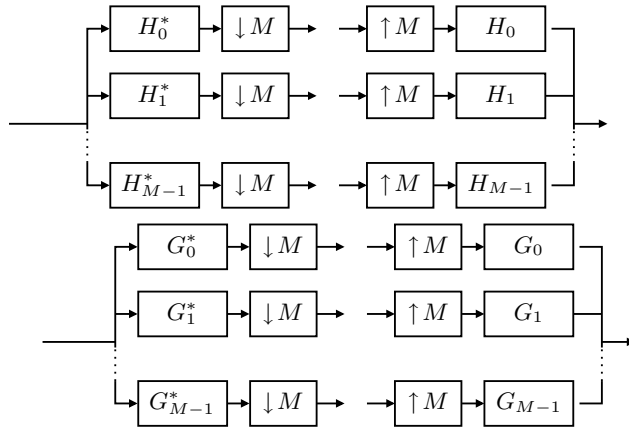 H_0^* ↓M ↑M H_0
H_1^* ↓M ↑M H_1
H_{M-1}^* ↓M ↑M H_{M-1}
G_0^* ↓M ↑M G_0
G_1^* ↓M ↑M G_1
G_{M-1}^* ↓M ↑M G_{M-1}